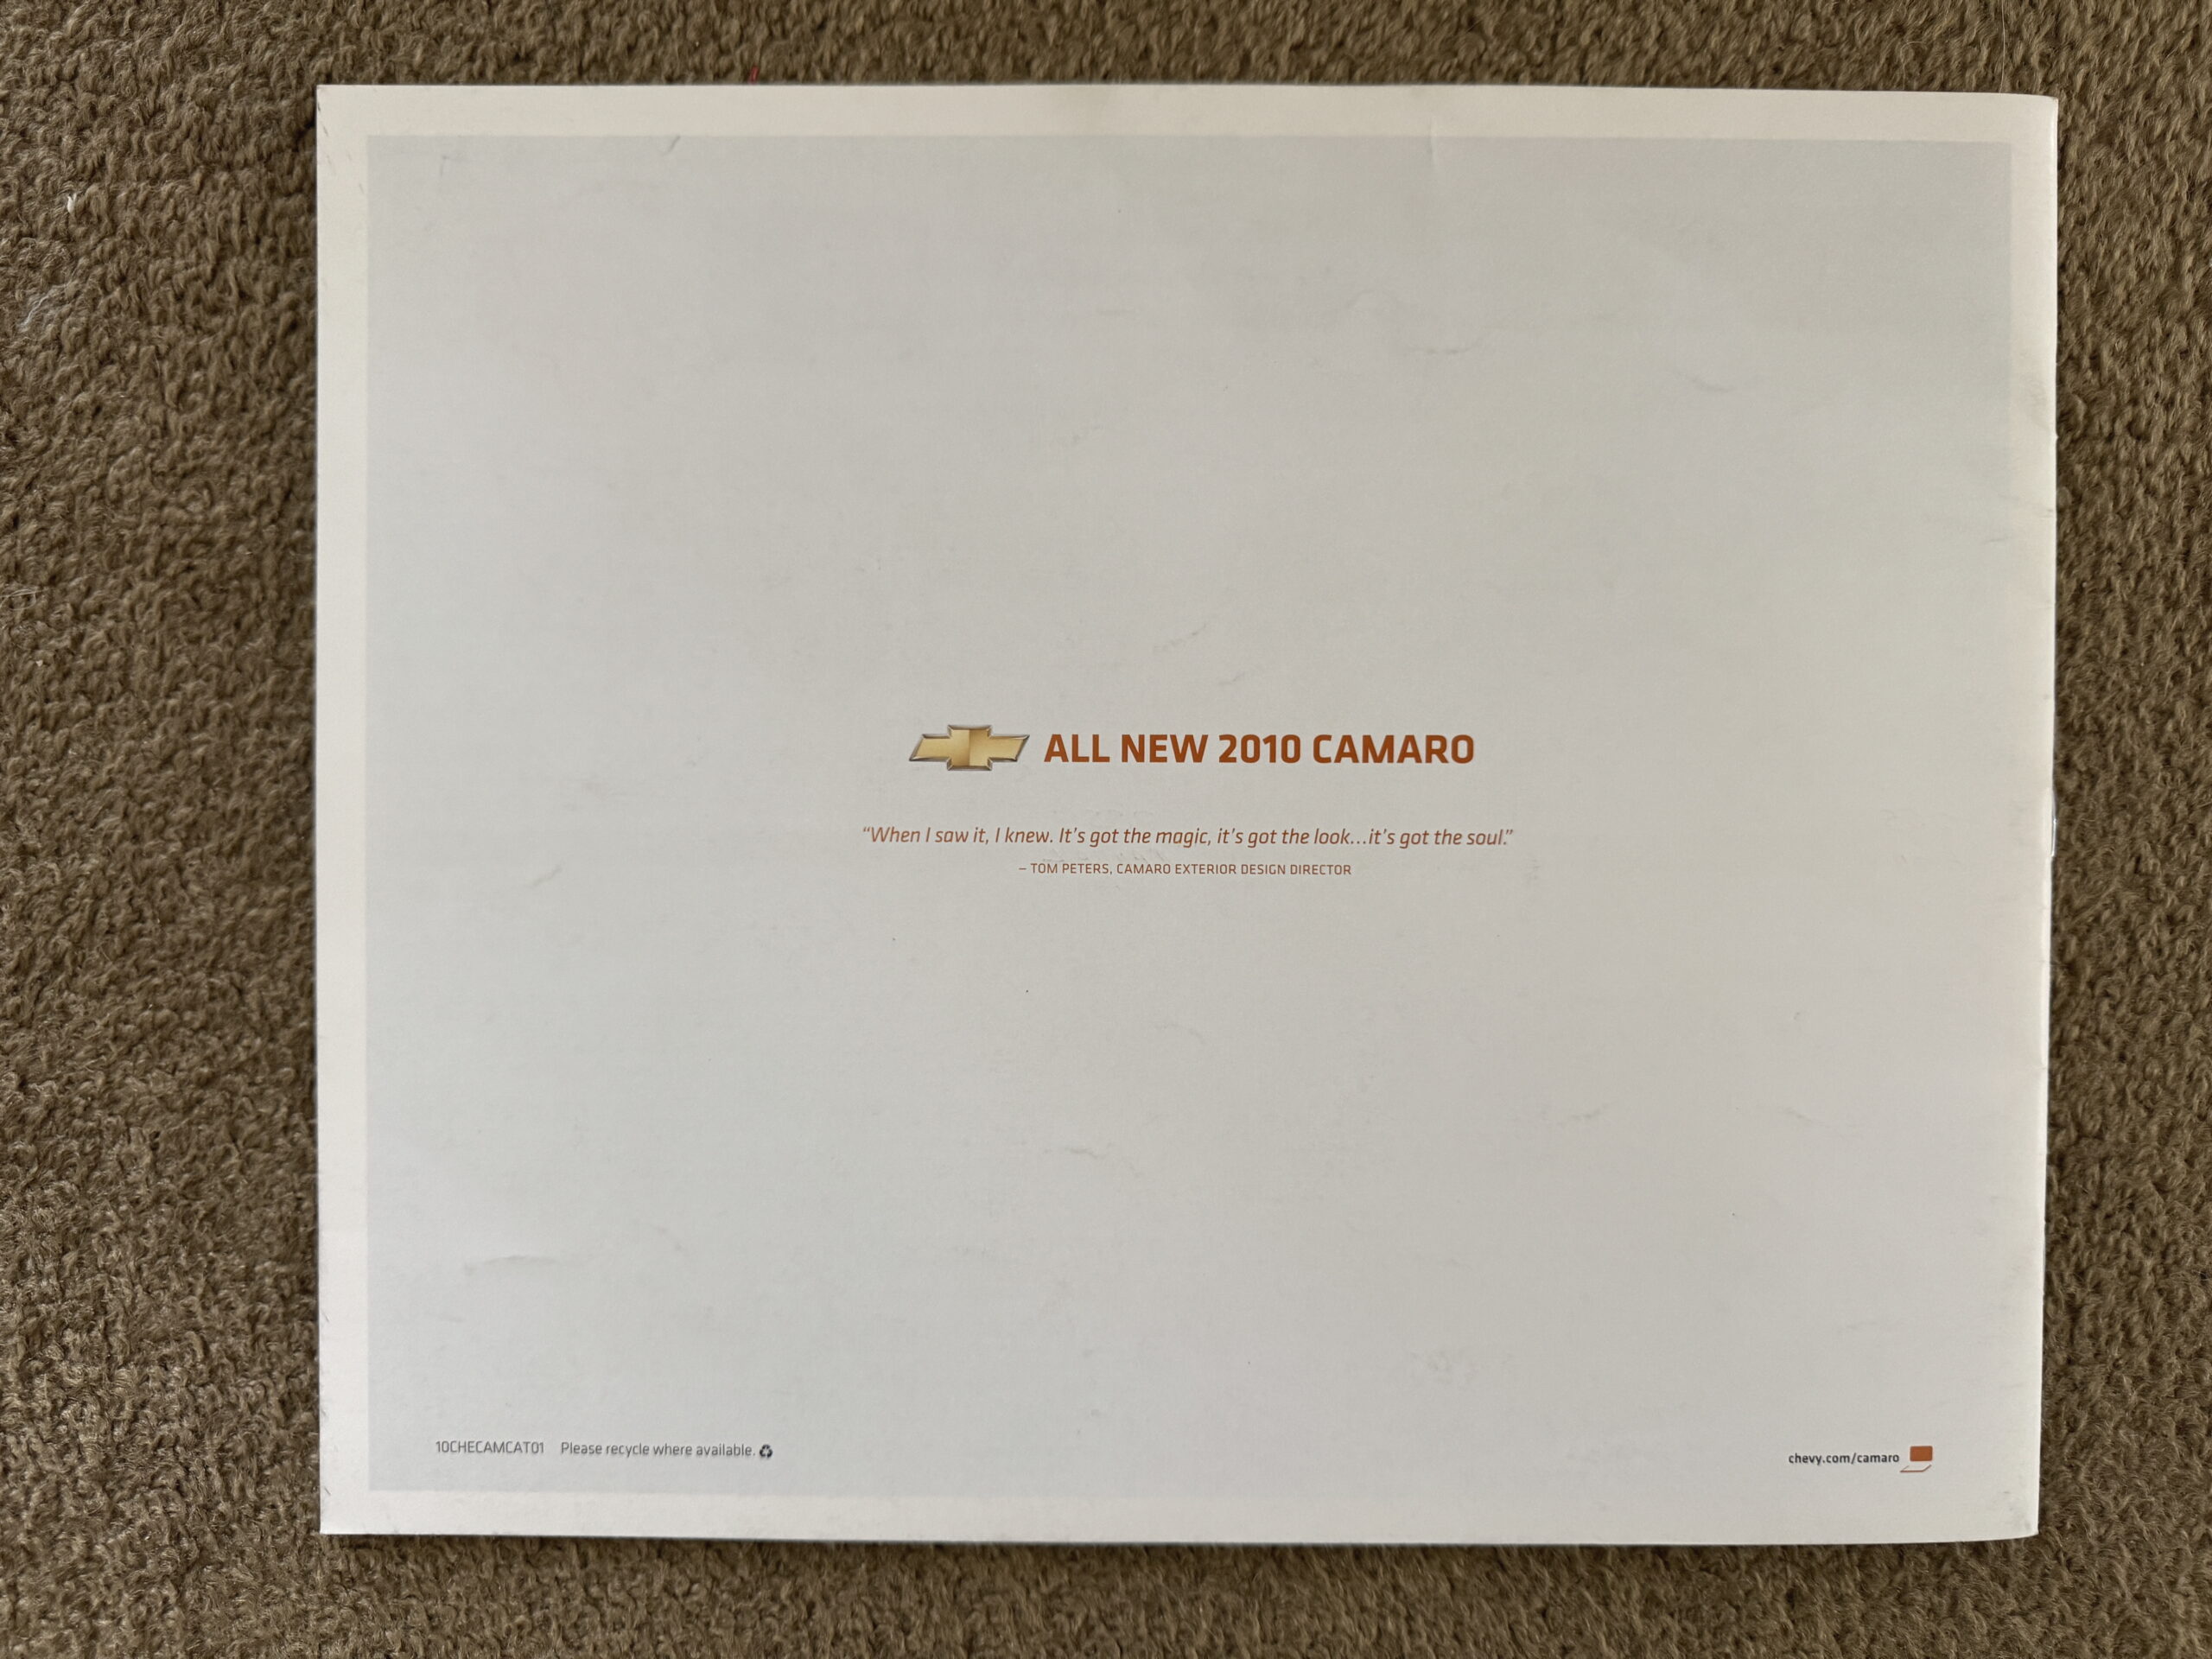 ALL NEW 2010 CAMARO
“When I saw it, I knew. It’s got the magic, it’s got the look...it’s got the soul.”
– TOM PETERS, CAMARO EXTERIOR DESIGN DIRECTOR
10CHECAMCAT01 Please recycle where available.
chevy.com/camaro